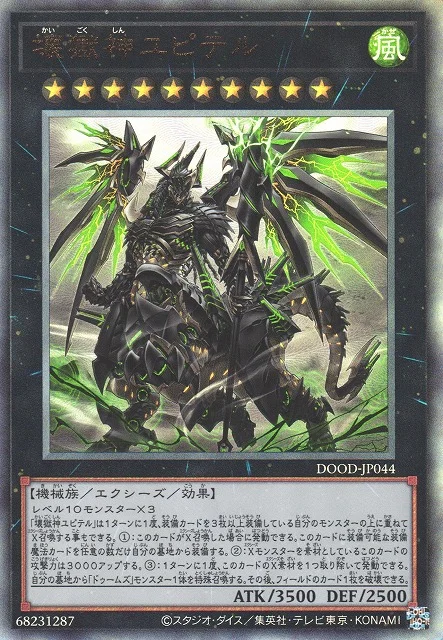 壊獄神ユピテル
かい ごく しん
風
かぜ
DOOD-JP044
【機械族／エクシーズ／効果】
レベル10モンスター×3
「壊獄神ユピテル」は1ターンに1度、装備カードを3枚以上装備している自分のモンスターの上に重ねて
X召喚する事もできる。①：このカードがX召喚した場合に発動できる。このカードに装備可能な装備
魔法カードを任意の数だけ自分の墓地から装備する。②：Xモンスターを素材としているこのカードの
攻撃力は3000アップする。③：1ターンに1度、このカードのX素材を1つ取り除いて発動できる。
自分の墓地から「ドゥームズ」モンスター1体を特殊召喚する。その後、フィールドのカード1枚を破壊できる。
ATK/3500 DEF/2500
68231287
©スタジオ・ダイス／集英社・テレビ東京・KONAMI